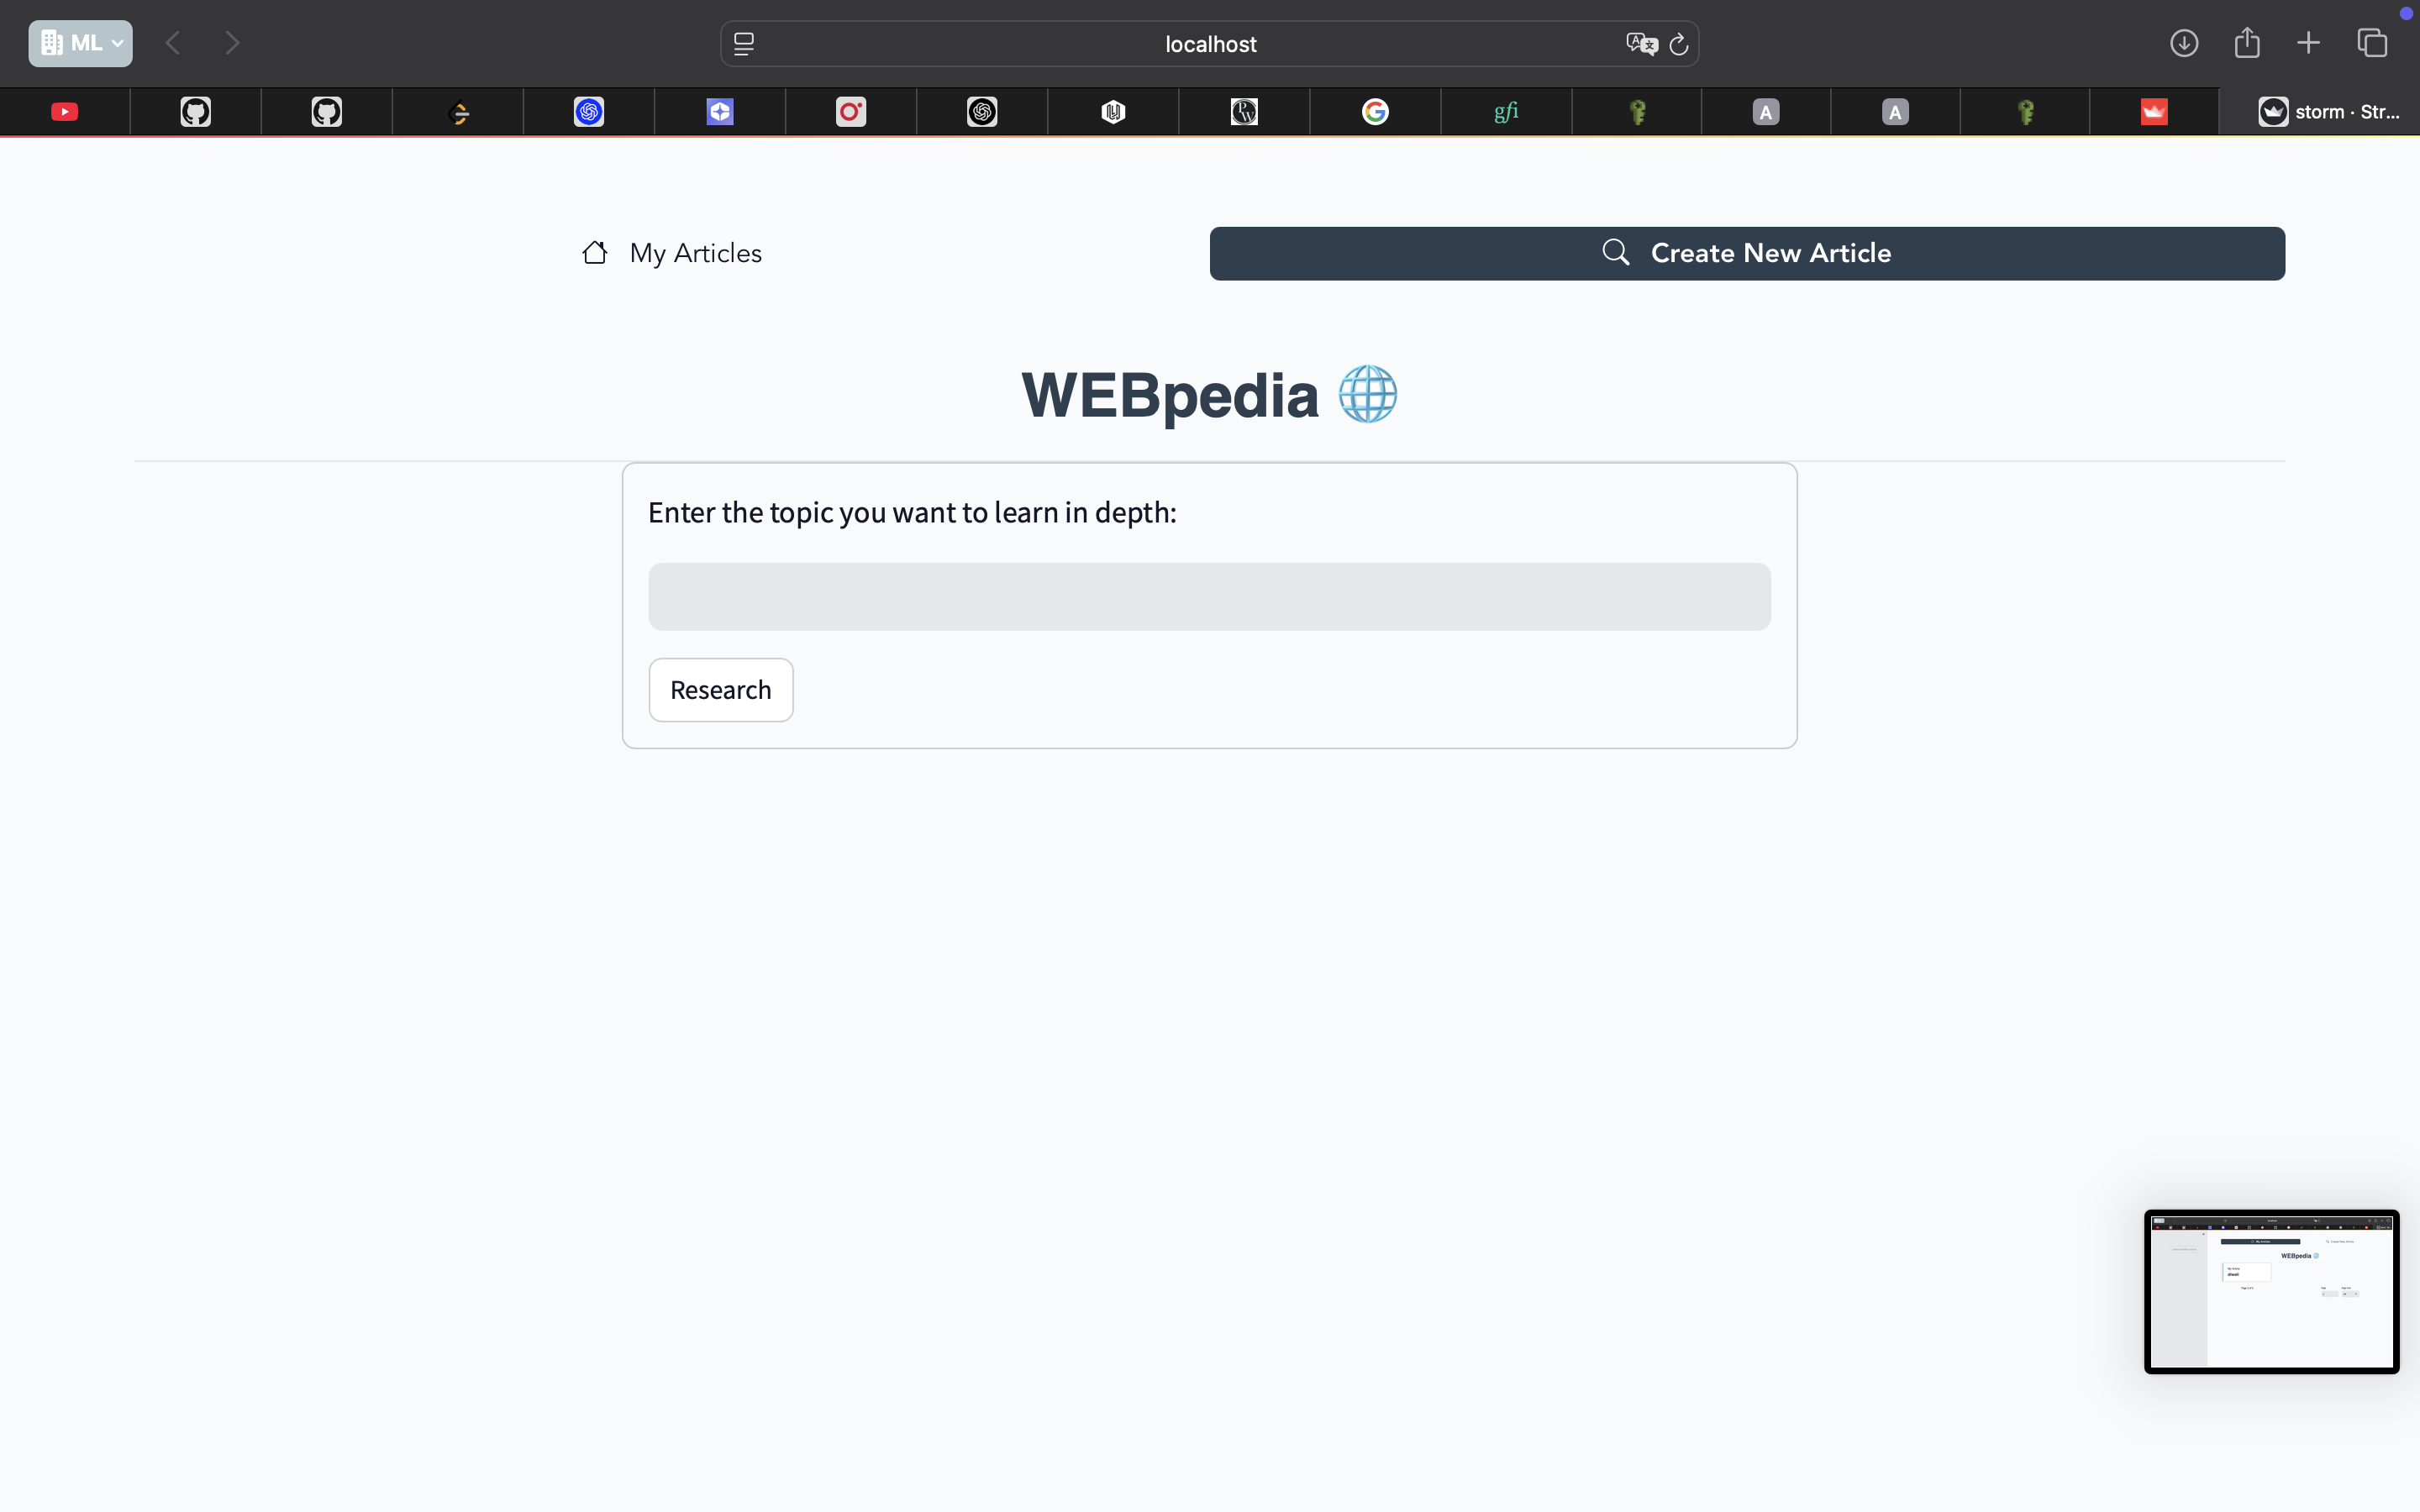 ML
localhost
gfi
A
A
storm · Str...
My Articles
Create New Article
WEBpedia
Enter the topic you want to learn in depth:
Research
WEBpedia